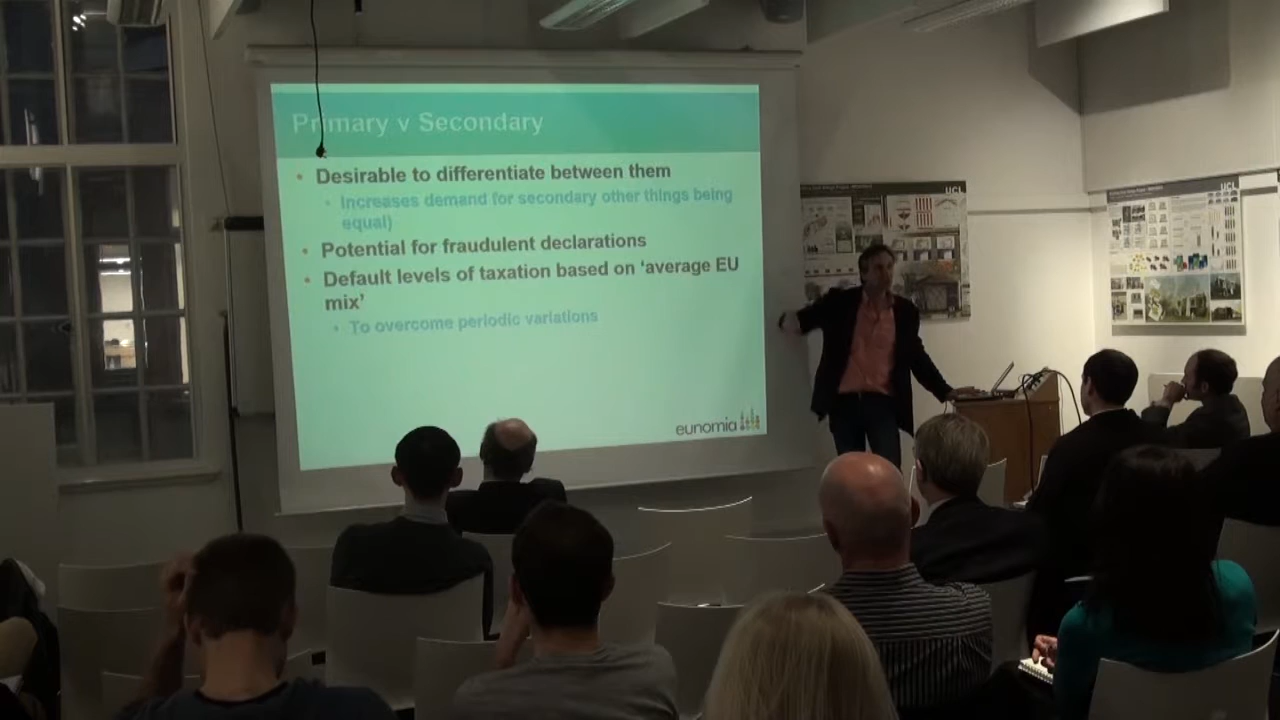 Primary v Secondary
• Desirable to differentiate between them
• Increases demand for secondary other things being
equal)
• Potential for fraudulent declarations
• Default levels of taxation based on ‘average EU
mix’
• To overcome periodic variations
eunomia
UCL
UCL